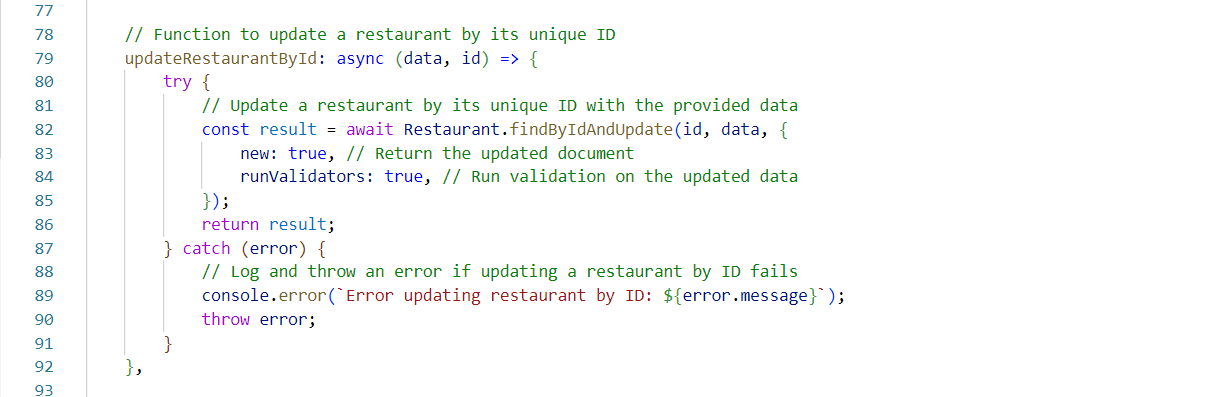 77
78 // Function to update a restaurant by its unique ID
79 updateRestaurantById: async (data, id) => {
80 try {
81 // Update a restaurant by its unique ID with the provided data
82 const result = await Restaurant.findByIdAndUpdate(id, data, {
83 new: true, // Return the updated document
84 runValidators: true, // Run validation on the updated data
85 });
86 return result;
87 } catch (error) {
88 // Log and throw an error if updating a restaurant by ID fails
89 console.error(`Error updating restaurant by ID: ${error.message}`);
90 throw error;
91 }
92 },
93